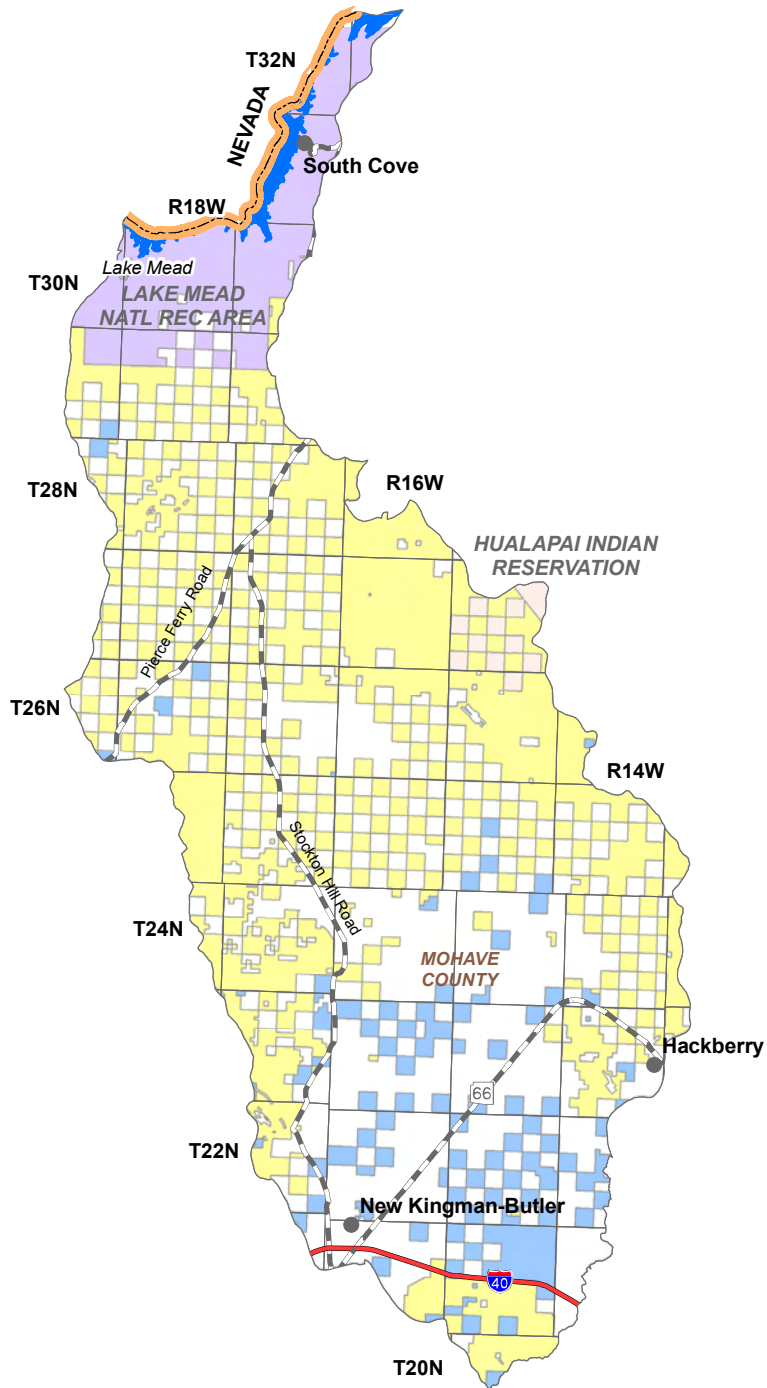 T32N
NEVADA
South Cove
R18W
Lake Mead
T30N
LAKE MEAD
NATL REC AREA
T28N
R16W
HUALAPAI INDIAN
RESERVATION
Pierce Ferry Road
T26N
R14W
Stockton Hill Road
T24N
MOHAVE
COUNTY
Hackberry
66
T22N
New Kingman-Butler
40
T20N